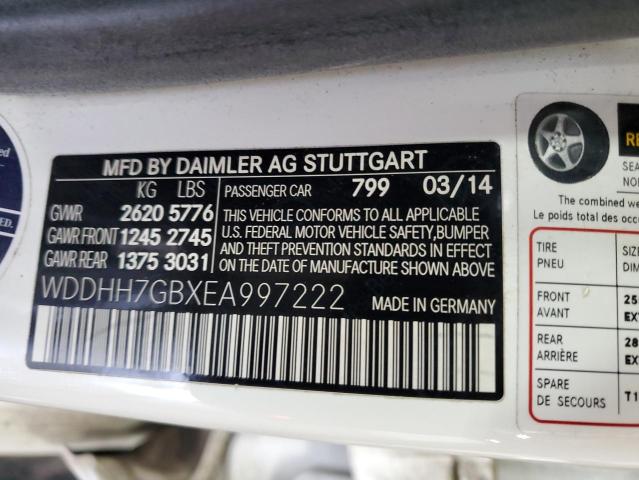 MFD BY DAIMLER AG STUTTGART
KG LBS
GVWR 2620 5776
GAWR FRONT 1245 2745
GAWR REAR 1375 3031
PASSENGER CAR 799 03/14
THIS VEHICLE CONFORMS TO ALL APPLICABLE
U.S. FEDERAL MOTOR VEHICLE SAFETY, BUMPER
AND THEFT PREVENTION STANDARDS IN EFFECT
ON THE DATE OF MANUFACTURE SHOWN ABOVE
WDDHH7GBXEA997222
MADE IN GERMANY
The combined
Le poids total des
TIRE
PNEU
FRONT
AVANT
REAR
ARRIÈRE
SPARE
DE SECOURS